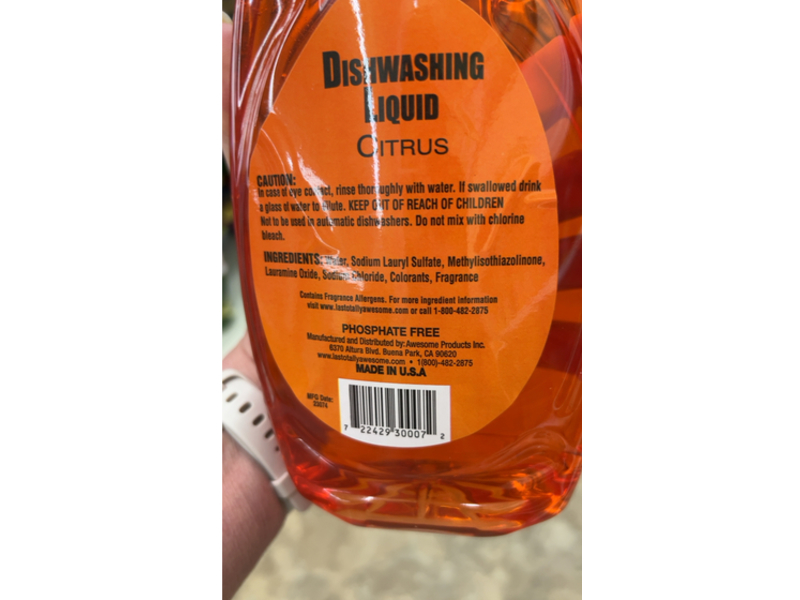 DISHWASHING
LIQUID
CITRUS
CAUTION:
In case of eye contact, rinse thoroughly with water. If swallowed drink
a glass of water to dilute. KEEP OUT OF REACH OF CHILDREN
Not to be used in automatic dishwashers. Do not mix with chlorine
bleach.
INGREDIENTS: Water, Sodium Lauryl Sulfate, Methylisothiazolinone,
Lauramine Oxide, Sodium Chloride, Colorants, Fragrance
Contains Fragrance Allergens. For more ingredient information
visit www.lastotallyawesome.com or call 1-800-482-2875
PHOSPHATE FREE
Manufactured and Distributed by: Awesome Products Inc.
6370 Altura Blvd. Buena Park, CA 90620
www.lastotallyawesome.com • 1(800)-482-2875
MADE IN U.S.A
MFG Date:
7 22429 30007 2